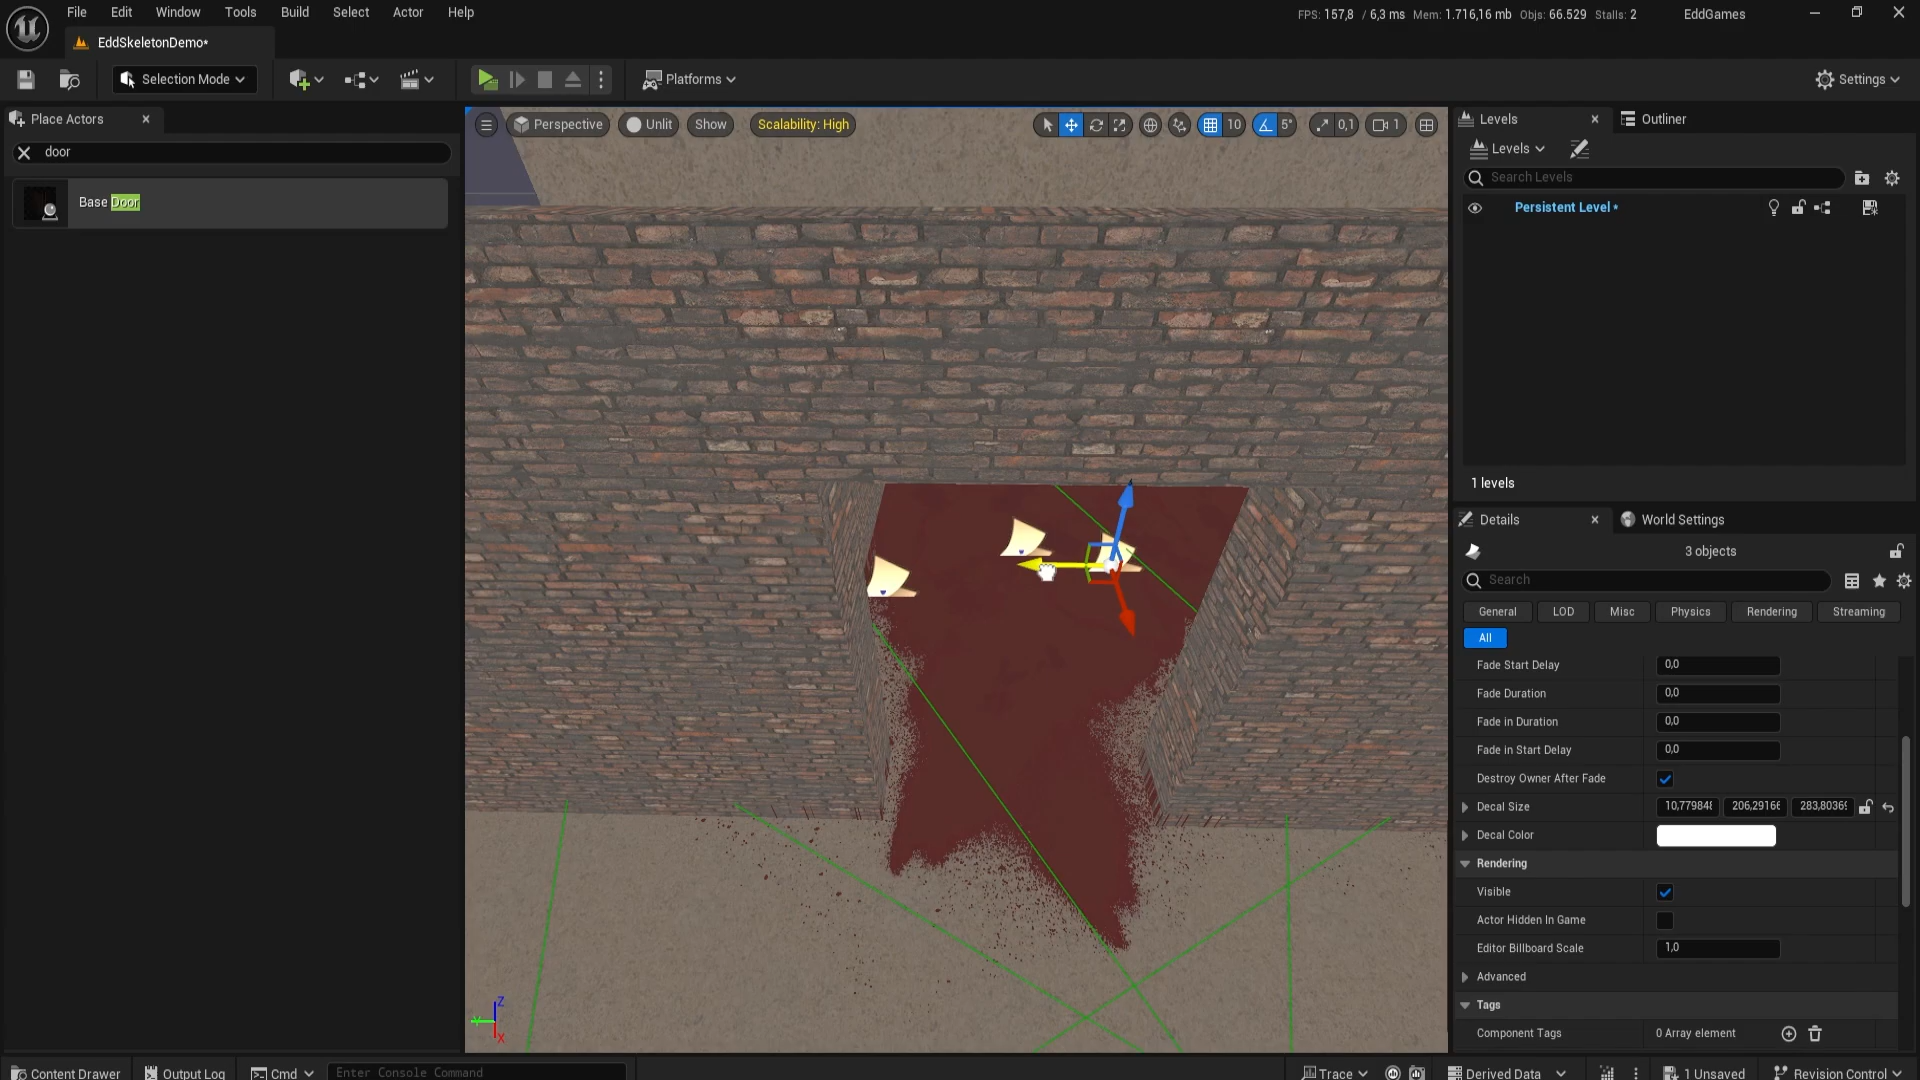 File Edit Window Tools Build Select Actor Help
FPS: 157,8 / 6,3 ms Mem: 1.716,16 mb Objs: 66.529 Stalls: 2 EddGames
EddSkeletonDemo*
Selection Mode
Platforms
Settings
Place Actors
door
Base Door
Perspective
Unlit
Show
Scalability: High
10
5°
0,1
1
Levels
Outliner
Levels
Search Levels
Persistent Level *
1 levels
Details
World Settings
3 objects
Search
General
LOD
Misc
Physics
Rendering
Streaming
All
Fade Start Delay 0,0
Fade Duration 0,0
Fade in Duration 0,0
Fade in Start Delay 0,0
Destroy Owner After Fade
Decal Size 10,779848 206,29166 283,80369
Decal Color
Rendering
Visible
Actor Hidden In Game
Editor Billboard Scale 1,0
Advanced
Tags
Component Tags 0 Array element
Z
Y
X
Content Drawer
Output Log
Cmd
Enter Console Command
Trace
Derived Data
1 Unsaved
Revision Control